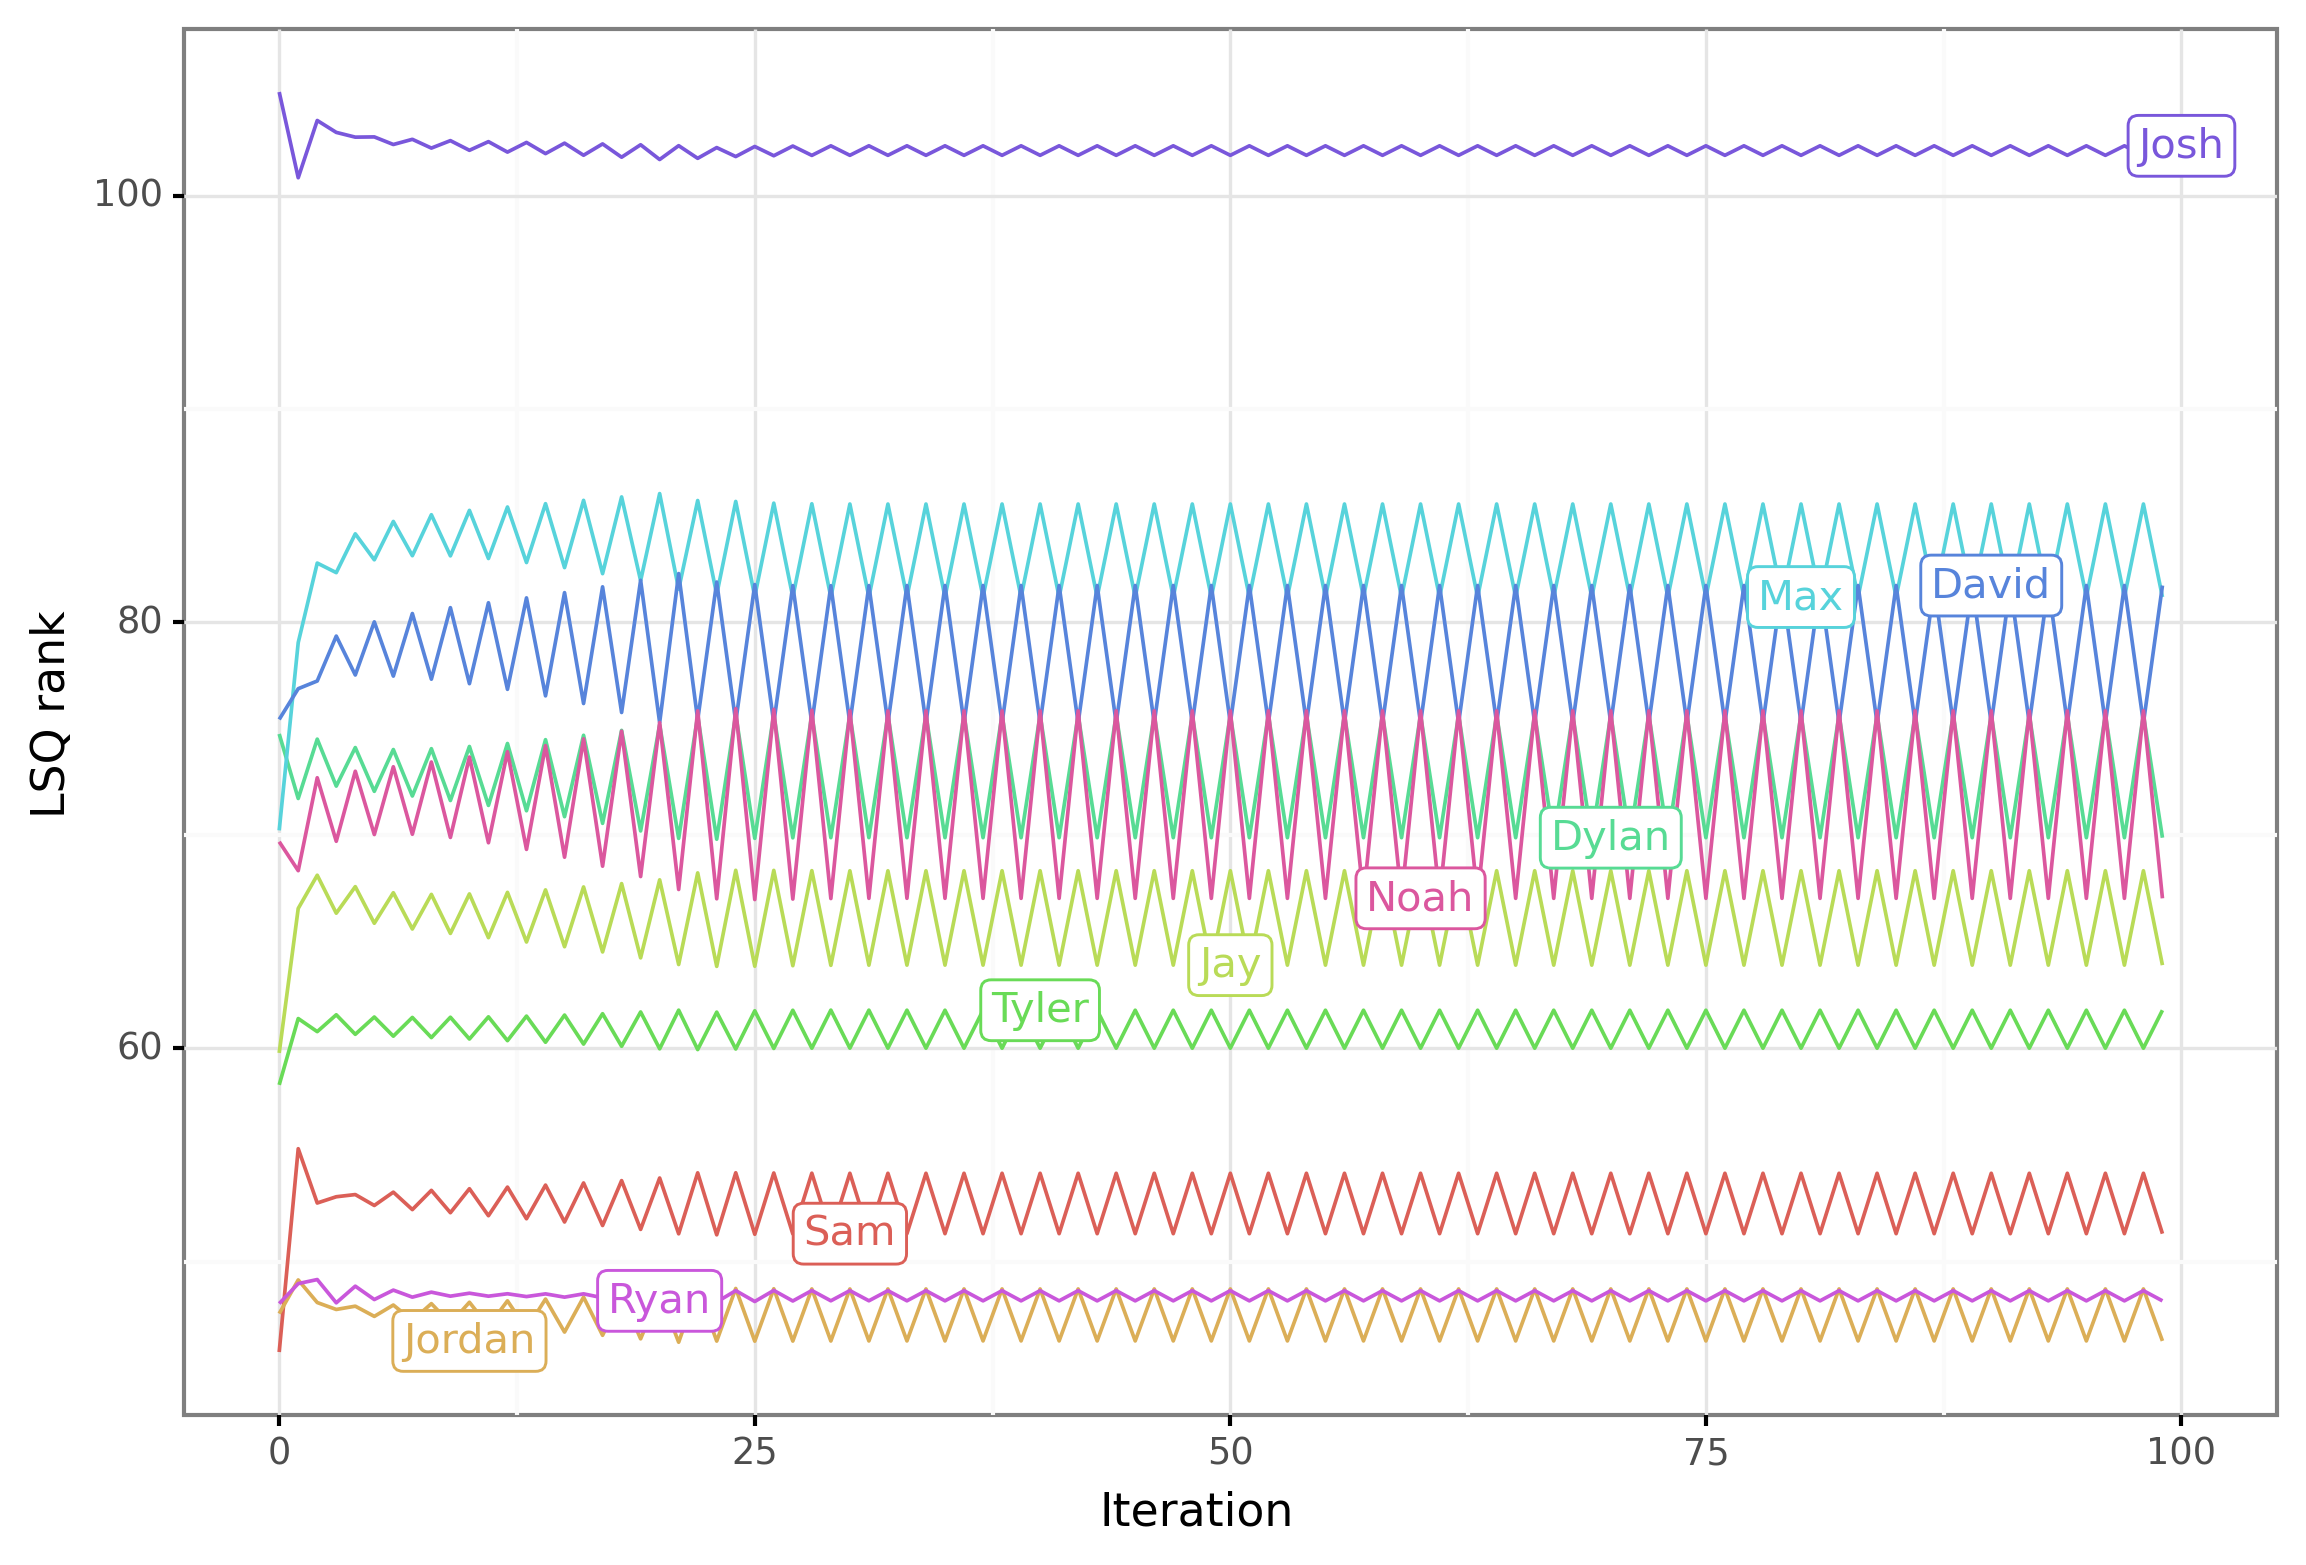 Josh
100
80
Max
David
LSQ rank
Dylan
Noah
Jay
Tyler
60
Sam
Ryan
Jordan
0 25 50 75 100
Iteration